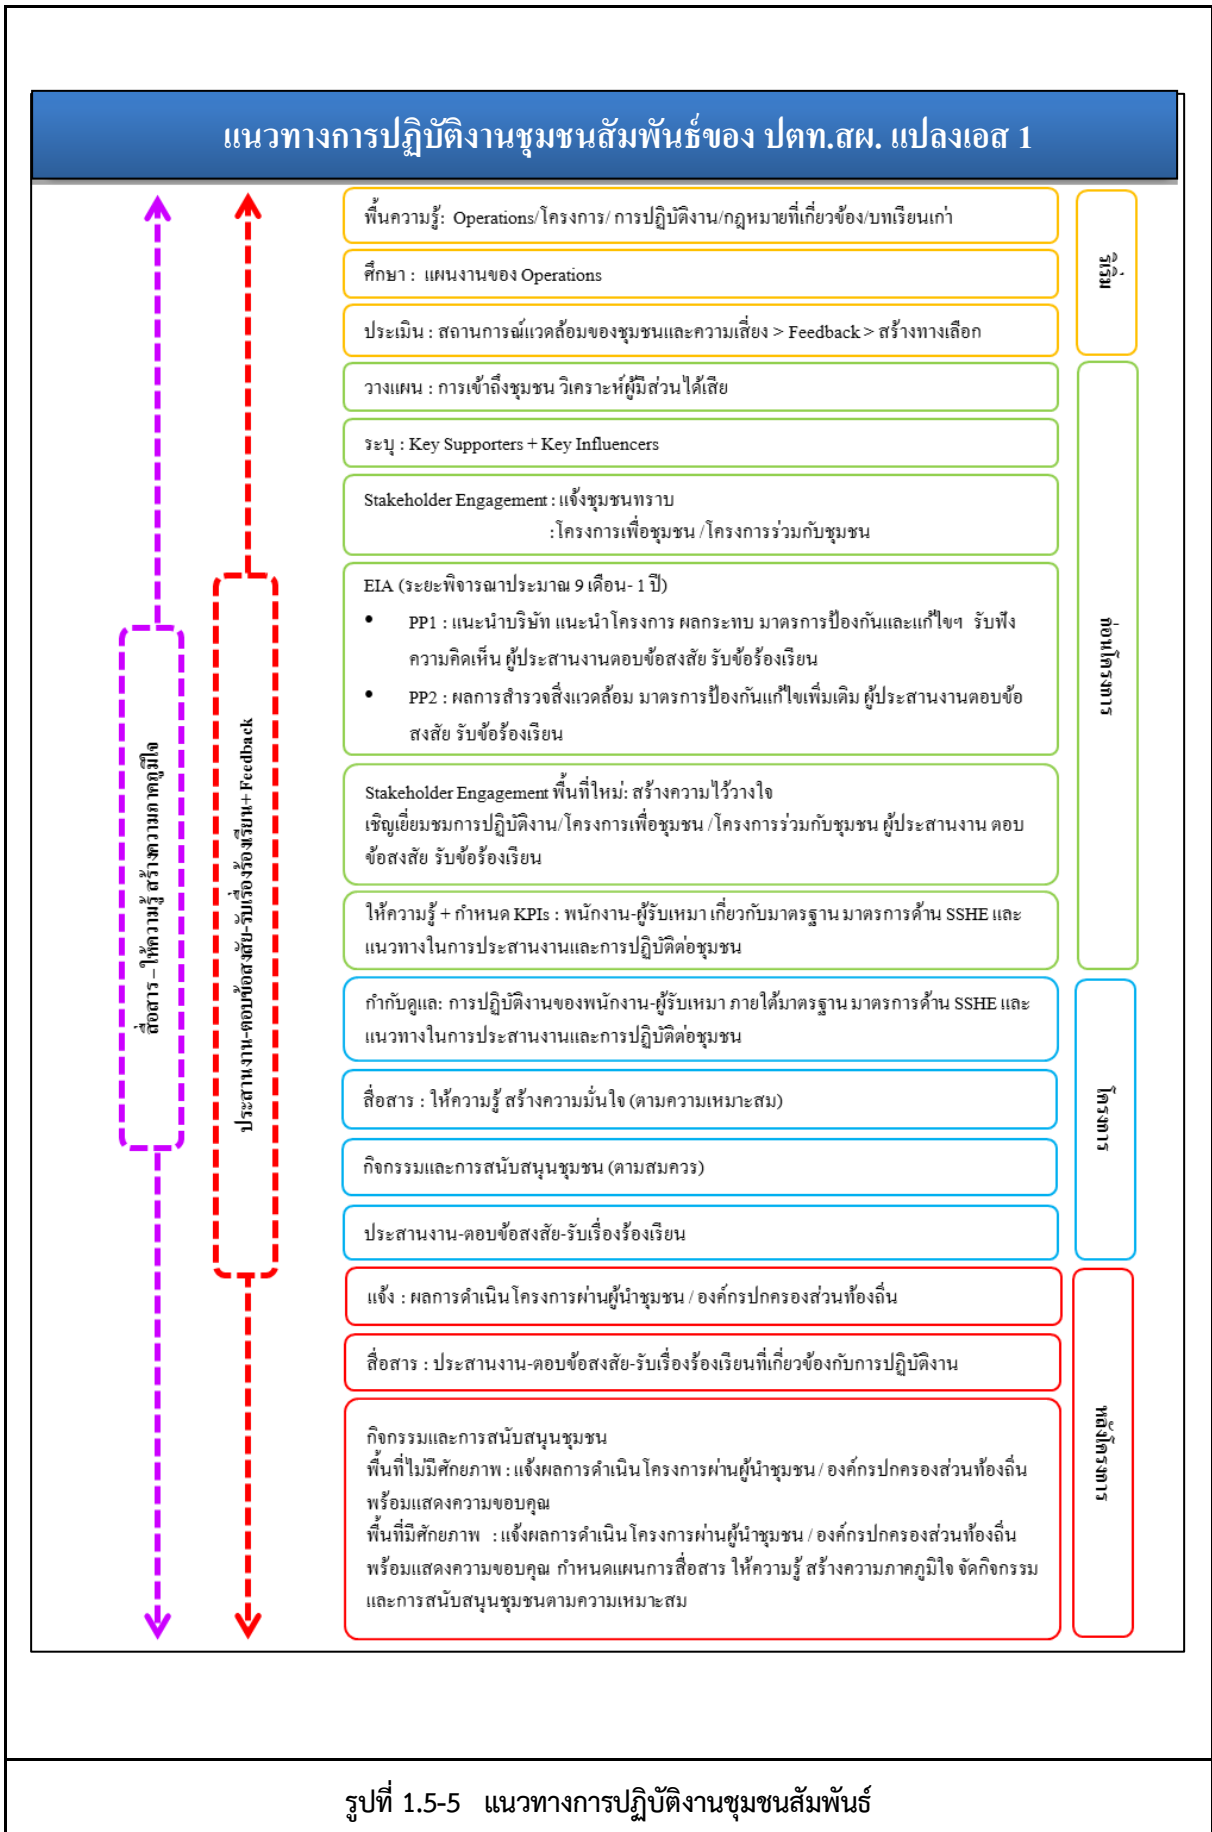 แนวทางการปฏิบัติงานชุมชนสัมพันธ์ของ ปตท.สผ. แปลงเอส 1
พื้นความรู้: Operations/โครงการ/ การปฏิบัติงาน/กฎหมายที่เกี่ยวข้อง/บทเรียนเก่า
ศึกษา : แผนงานของ Operations
ประเมิน : สถานการณ์แวดล้อมของชุมชนและความเสี่ยง > Feedback > สร้างทางเลือก
ริเริ่ม
วางแผน : การเข้าถึงชุมชน วิเคราะห์ผู้มีส่วนได้เสีย
ระบุ : Key Supporters + Key Influencers
Stakeholder Engagement : แจ้งชุมชนทราบ
:โครงการเพื่อชุมชน /โครงการร่วมกับชุมชน
EIA (ระยะพิจารณาประมาณ 9 เดือน- 1 ปี)
• PP1 : แนะนำบริษัท แนะนำโครงการ ผลกระทบ มาตรการป้องกันและแก้ไขฯ รับฟัง
ความคิดเห็น ผู้ประสานงานตอบข้อสงสัย รับข้อร้องเรียน
• PP2 : ผลการสำรวจสิ่งแวดล้อม มาตรการป้องกันแก้ไขเพิ่มเติม ผู้ประสานงานตอบข้อ
สงสัย รับข้อร้องเรียน
Stakeholder Engagement พื้นที่ใหม่: สร้างความไว้วางใจ
เชิญเยี่ยมชมการปฏิบัติงาน/โครงการเพื่อชุมชน /โครงการร่วมกับชุมชน ผู้ประสานงาน ตอบ
ข้อสงสัย รับข้อร้องเรียน
ให้ความรู้ + กำหนด KPIs : พนักงาน-ผู้รับเหมา เกี่ยวกับมาตรฐาน มาตรการด้าน SSHE และ
แนวทางในการประสานงานและการปฏิบัติต่อชุมชน
ก่อนโครงการ
กำกับดูแล: การปฏิบัติงานของพนักงาน-ผู้รับเหมา ภายใต้มาตรฐาน มาตรการด้าน SSHE และ
แนวทางในการประสานงานและการปฏิบัติต่อชุมชน
สื่อสาร : ให้ความรู้ สร้างความมั่นใจ (ตามความเหมาะสม)
กิจกรรมและการสนับสนุนชุมชน (ตามสมควร)
ประสานงาน-ตอบข้อสงสัย-รับเรื่องร้องเรียน
โครงการ
แจ้ง : ผลการดำเนินโครงการผ่านผู้นำชุมชน / องค์กรปกครองส่วนท้องถิ่น
สื่อสาร : ประสานงาน-ตอบข้อสงสัย-รับเรื่องร้องเรียนที่เกี่ยวข้องกับการปฏิบัติงาน
กิจกรรมและการสนับสนุนชุมชน
พื้นที่ไม่มีศักยภาพ : แจ้งผลการดำเนินโครงการผ่านผู้นำชุมชน / องค์กรปกครองส่วนท้องถิ่น
พร้อมแสดงความขอบคุณ
พื้นที่มีศักยภาพ : แจ้งผลการดำเนินโครงการผ่านผู้นำชุมชน / องค์กรปกครองส่วนท้องถิ่น
พร้อมแสดงความขอบคุณ กำหนดแผนการสื่อสาร ให้ความรู้ สร้างความภาคภูมิใจ จัดกิจกรรม
และการสนับสนุนชุมชนตามความเหมาะสม
หลังโครงการ
สื่อสาร –ให้ความรู้ สร้างความภาคภูมิใจ
ประสานงาน-ตอบข้อสงสัย-รับเรื่องร้องเรียน+ Feedback
รูปที่ 1.5-5 แนวทางการปฏิบัติงานชุมชนสัมพันธ์